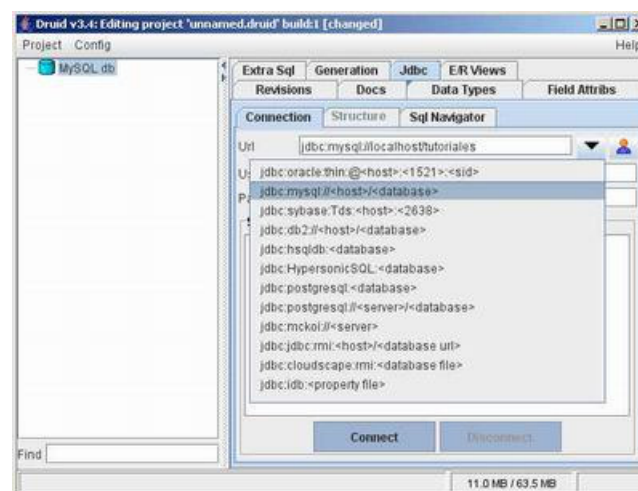 Druid v3.4: Editing project 'unnamed.druid' build:1 [changed]
Project Config Help
MySQL db
Extra Sql Generation Jdbc E/R Views
Revisions Docs Data Types Field Attribs
Connection Structure Sql Navigator
Url jdbc:mysql://localhost/tutoriales
jdbc:oracle:thin:@<host>:<1521>:<sid>
jdbc:mysql://<host>/<database>
jdbc:sybase:Tds:<host>:<2638>
jdbc:db2://<host>/<database>
jdbc:hsqldb:<database>
jdbc:HypersonicSQL:<database>
jdbc:postgresql:<database>
jdbc:postgresql://<server>/<database>
jdbc:mckoi://<server>
jdbc:jdbc:rmi:<host>/<database url>
jdbc:cloudscape:rmi:<database file>
jdbc:idb:<property file>
Connect Disconnect
Find
11.0 MB / 63.5 MB